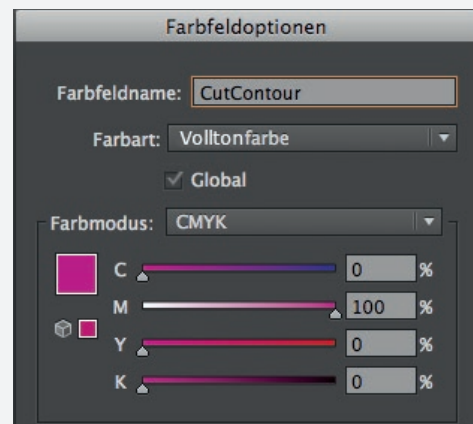 Farbfeldoptionen
Farbfeldname: CutContour
Farbart: Volltonfarbe
Global
Farbmodus: CMYK
C 0 %
M 100 %
Y 0 %
K 0 %